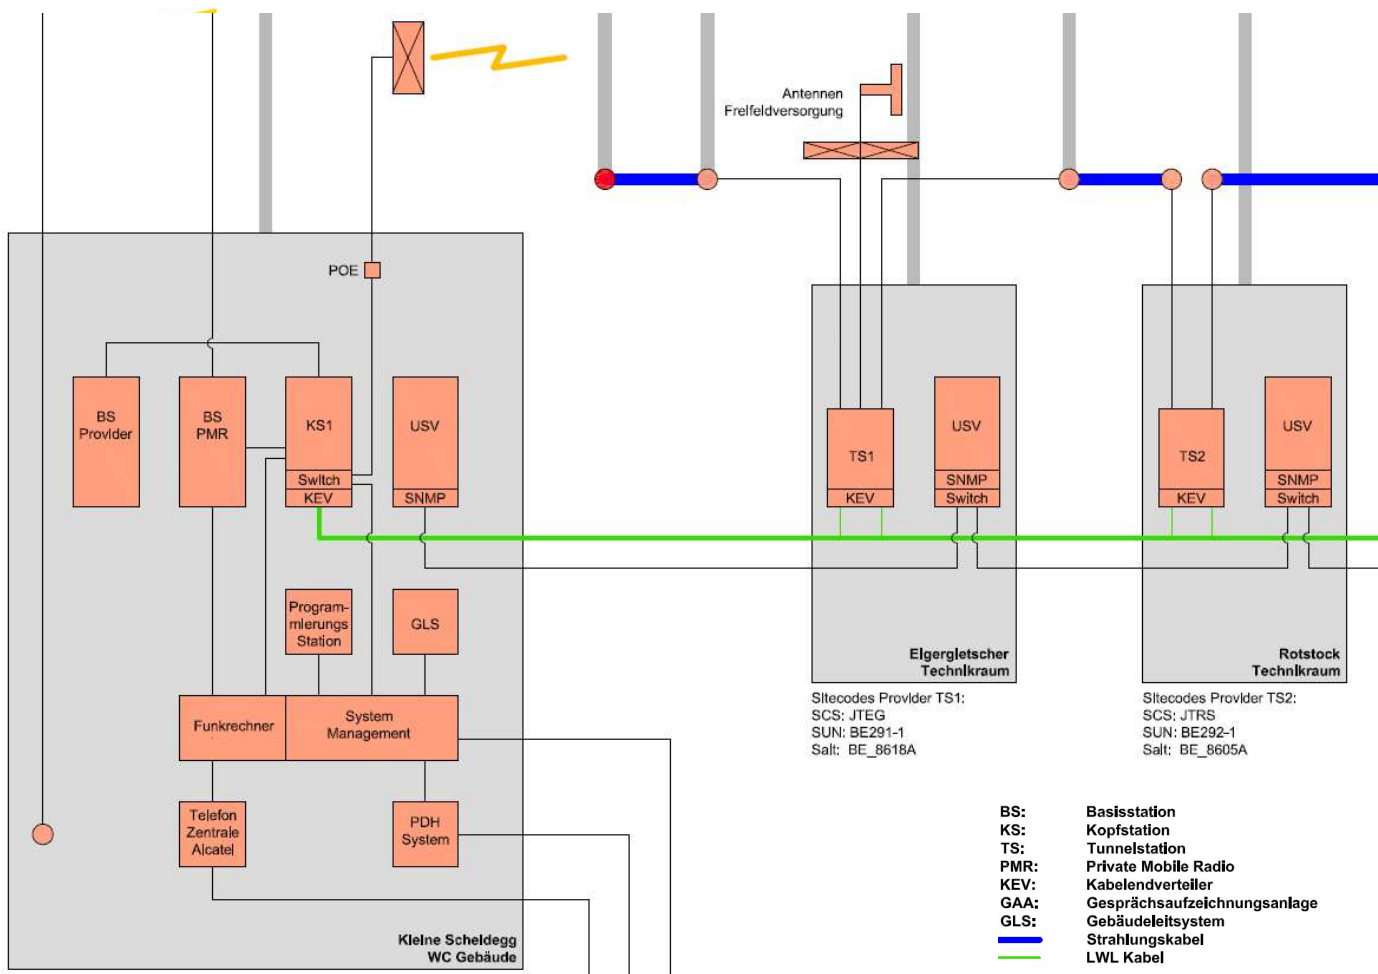 Antennen
Freifeldversorgung
POE
BS
Provider
BS
PMR
KS1
Switch
KEV
USV
SNMP
TS1
KEV
USV
SNMP
Switch
TS2
KEV
USV
SNMP
Switch
Program-
mierungs
Station
GLS
Funkrechner
System
Management
Telefon
Zentrale
Alcatel
PDH
System
Kleine Scheidegg
WC Gebäude
Eigergletscher
Technikraum
Rotstock
Technikraum
Sitecodes Provider TS1:
SCS: JTEG
SUN: BE291-1
Salt: BE_8618A
Sitecodes Provider TS2:
SCS: JTRS
SUN: BE292-1
Salt: BE_8605A
BS: Basisstation
KS: Kopfstation
TS: Tunnelstation
PMR: Private Mobile Radio
KEV: Kabelendverteiler
GAA: Gesprächsaufzeichnungsanlage
GLS: Gebäudeleitsystem
Strahlungskabel
LWL Kabel